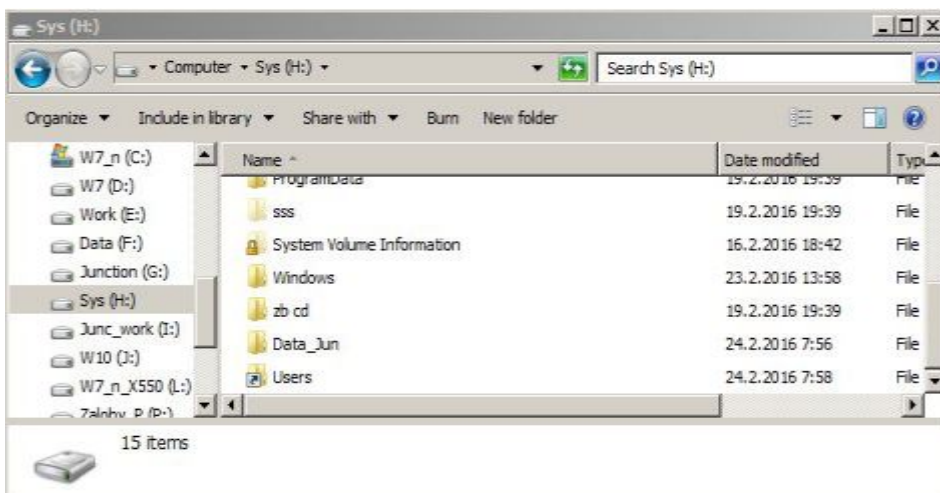 Sys (H:)
Computer Sys (H:) Search Sys (H:)
Organize Include in library Share with Burn New folder
W7_n (C:)
W7 (D:)
Work (E:)
Data (F:)
Junction (G:)
Sys (H:)
Junc_work (I:)
W10 (J:)
W7_n_X550 (L:)
Zalohy_P (P:)
Name Date modified Typ
ProgramData 19.2.2016 19:39 File
sss 19.2.2016 19:39 File
System Volume Information 16.2.2016 18:42 File
Windows 23.2.2016 13:58 File
zb cd 19.2.2016 19:39 File
Data_Jun 24.2.2016 7:56 File
Users 24.2.2016 7:58 File
15 items